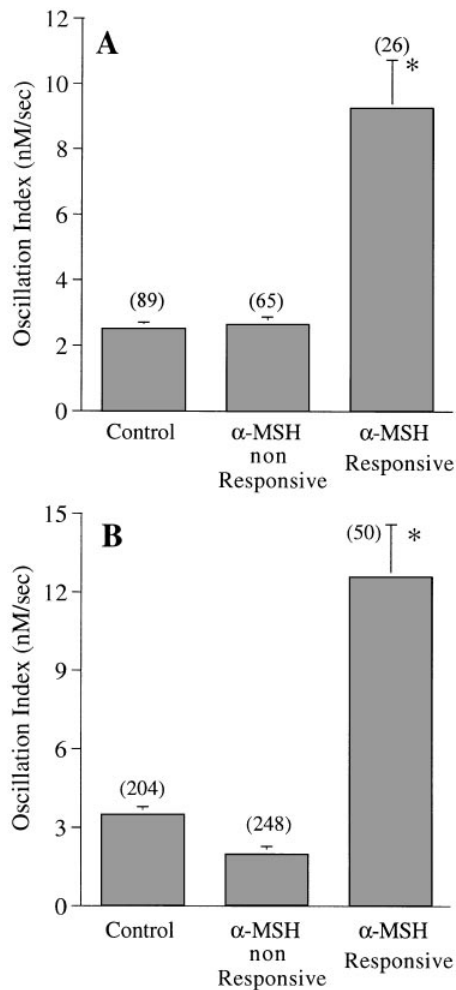 A
Oscillation Index (nM/sec)
12
10
8
6
4
2
0
(89)
(65)
(26)
*
Control
α-MSH
non
Responsive
α-MSH
Responsive
B
Oscillation Index (nM/sec)
15
12
9
6
3
0
(204)
(248)
(50)
*
Control
α-MSH
non
Responsive
α-MSH
Responsive